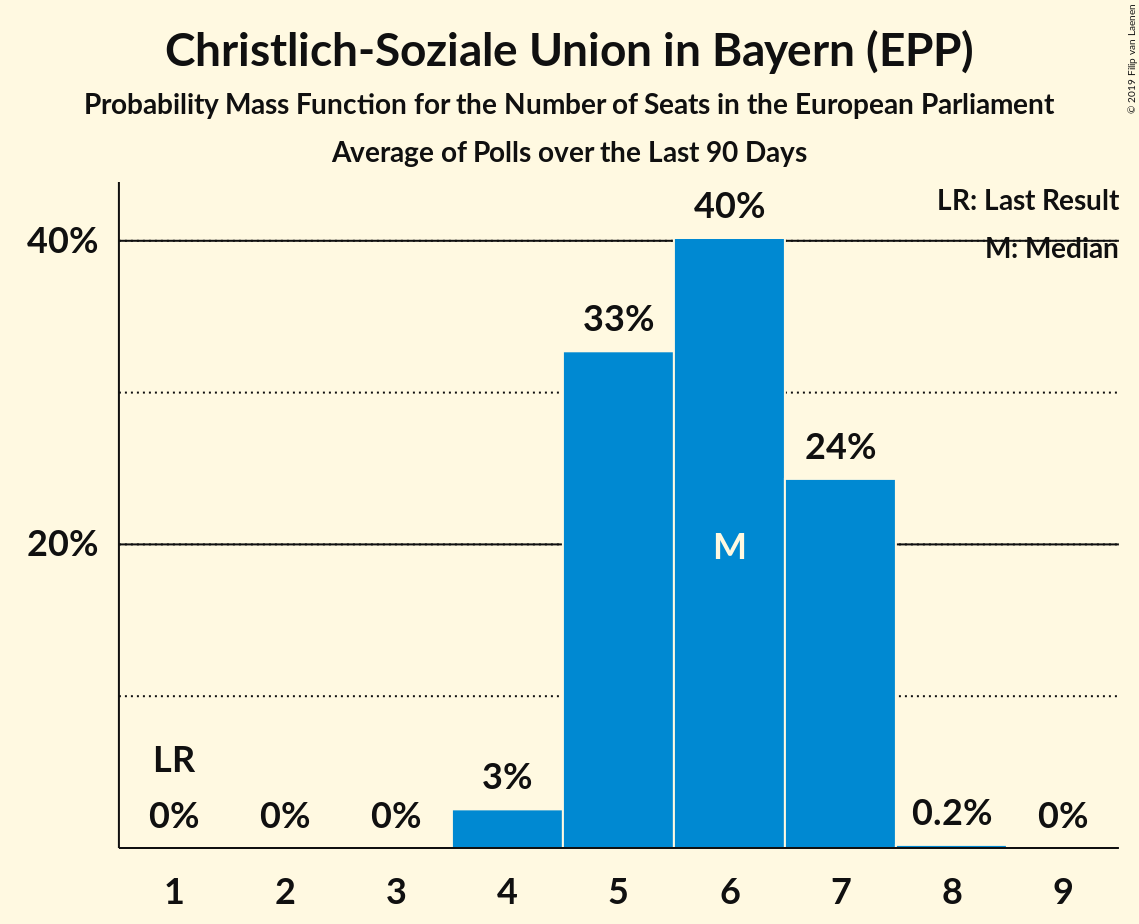 Christlich-Soziale Union in Bayern (EPP)
Probability Mass Function for the Number of Seats in the European Parliament
Average of Polls over the Last 90 Days
© 2019 Filip van Laenen
LR: Last Result
M: Median
40%
20%
40%
33%
24%
M
LR
0%
0%
0%
3%
0.2%
0%
1 2 3 4 5 6 7 8 9